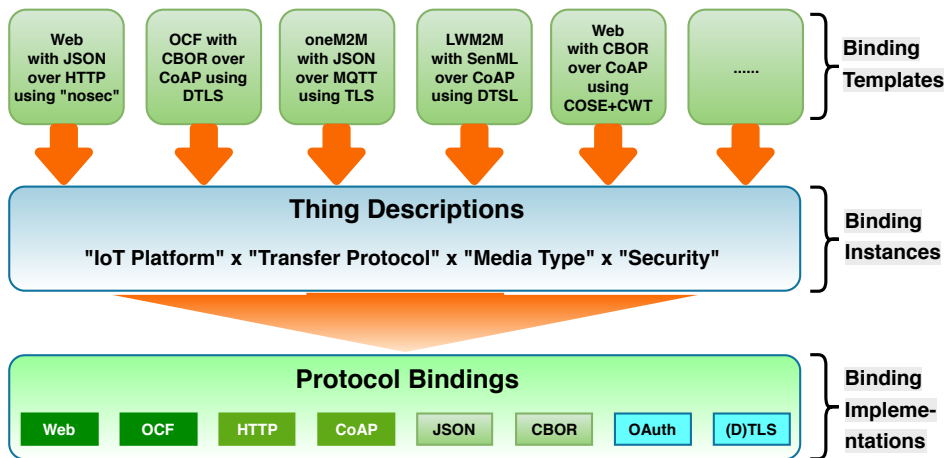 Web
with JSON
over HTTP
using "nosec"
OCF with
CBOR over
CoAP using
DTLS
oneM2M
with JSON
over MQTT
using TLS
LWM2M
with SenML
over CoAP
using DTSL
Web
with CBOR
over CoAP
using
COSE+CWT
......
Binding
Templates
Thing Descriptions
"IoT Platform" x "Transfer Protocol" x "Media Type" x "Security"
Binding
Instances
Protocol Bindings
Web
OCF
HTTP
CoAP
JSON
CBOR
OAuth
(D)TLS
Binding
Impleme-
ntations